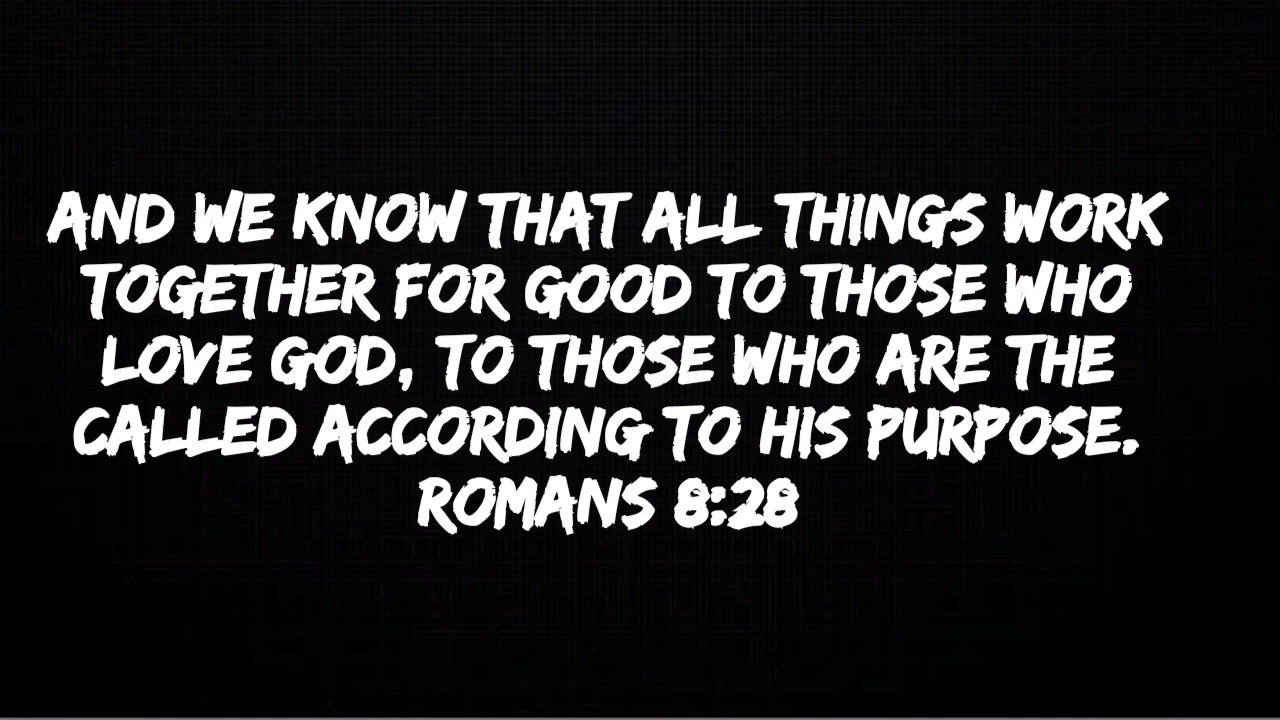 AND WE KNOW THAT ALL THINGS WORK
TOGETHER FOR GOOD TO THOSE WHO
LOVE GOD, TO THOSE WHO ARE THE
CALLED ACCORDING TO HIS PURPOSE.
ROMANS 8:28